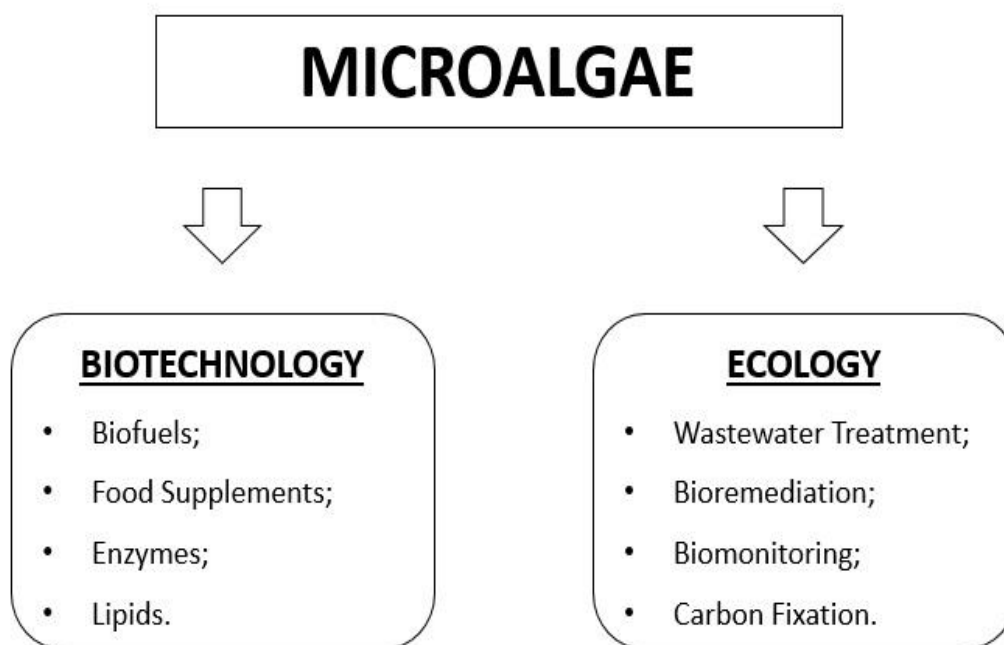 MICROALGAE
BIOTECHNOLOGY
• Biofuels;
• Food Supplements;
• Enzymes;
• Lipids.
ECOLOGY
• Wastewater Treatment;
• Bioremediation;
• Biomonitoring;
• Carbon Fixation.